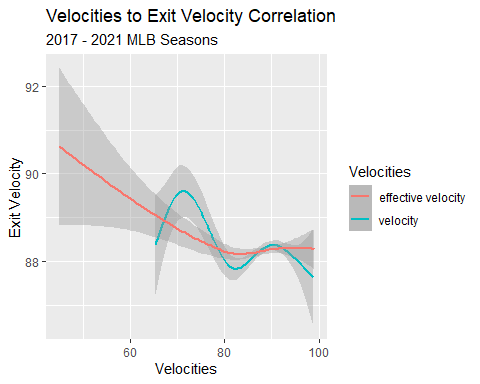 Velocities to Exit Velocity Correlation
2017 - 2021 MLB Seasons
92
90
88
Exit Velocity
60
80
100
Velocities
Velocities
effective velocity
velocity